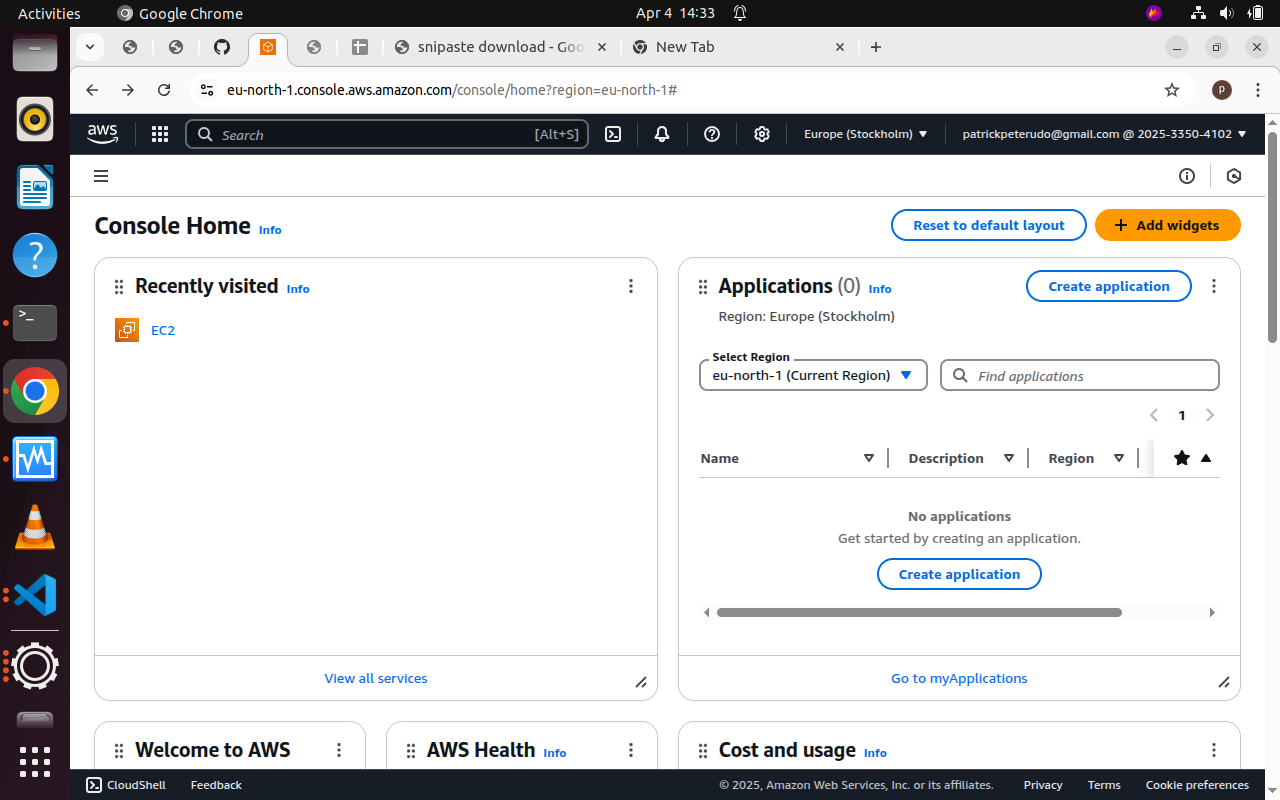 Activities
Google Chrome
Apr 4 14:33
snipaste download - Goo
New Tab
eu-north-1.console.aws.amazon.com/console/home?region=eu-north-1#
p
aws
Search
[Alt+S]
Europe (Stockholm)
patrickpeterudo@gmail.com @ 2025-3350-4102
Console Home Info
Reset to default layout
Add widgets
Recently visited Info
EC2
View all services
Applications (0) Info
Create application
Region: Europe (Stockholm)
Select Region
eu-north-1 (Current Region)
Find applications
1
Name
Description
Region
No applications
Get started by creating an application.
Create application
Go to myApplications
Welcome to AWS
AWS Health Info
Cost and usage Info
CloudShell
Feedback
© 2025, Amazon Web Services, Inc. or its affiliates.
Privacy
Terms
Cookie preferences